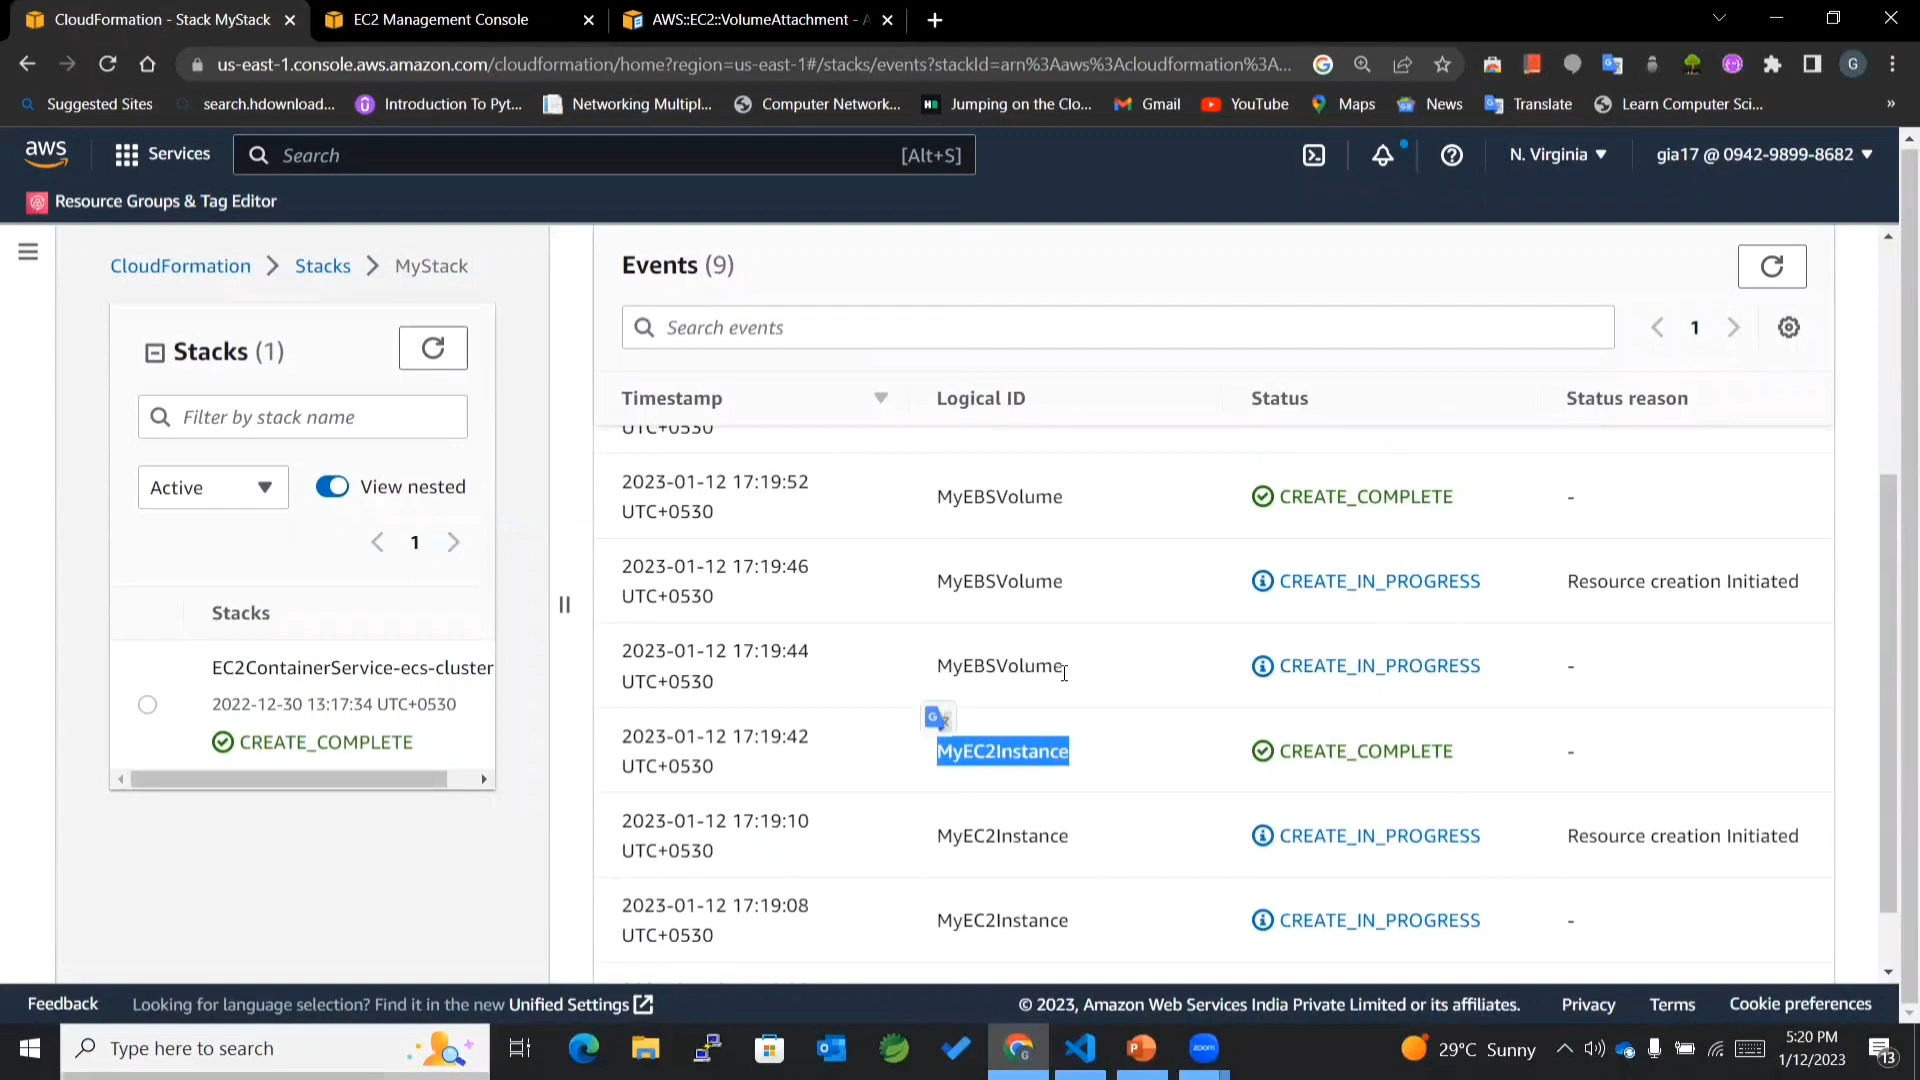 CloudFormation - Stack MyStack
EC2 Management Console
AWS::EC2::VolumeAttachment - A
us-east-1.console.aws.amazon.com/cloudformation/home?region=us-east-1#/stacks/events?stackId=arn%3Aaws%3Acloudformation%3A...
G
Suggested Sites
search.hdownload...
Introduction To Pyt...
Networking Multipl...
Computer Network...
Jumping on the Clo...
Gmail
YouTube
Maps
News
Translate
Learn Computer Sci...
»
aws
Services
Search
[Alt+S]
N. Virginia
gia17 @ 0942-9899-8682
Resource Groups & Tag Editor
CloudFormation
Stacks
MyStack
Stacks (1)
Filter by stack name
Active
View nested
1
Stacks
EC2ContainerService-ecs-cluster
2022-12-30 13:17:34 UTC+0530
CREATE_COMPLETE
Events (9)
Search events
1
Timestamp Logical ID Status Status reason
UTC+0530
2023-01-12 17:19:52
UTC+0530
MyEBSVolume
CREATE_COMPLETE
-
2023-01-12 17:19:46
UTC+0530
MyEBSVolume
CREATE_IN_PROGRESS
Resource creation Initiated
2023-01-12 17:19:44
UTC+0530
MyEBSVolume
CREATE_IN_PROGRESS
-
2023-01-12 17:19:42
UTC+0530
MyEC2Instance
CREATE_COMPLETE
-
2023-01-12 17:19:10
UTC+0530
MyEC2Instance
CREATE_IN_PROGRESS
Resource creation Initiated
2023-01-12 17:19:08
UTC+0530
MyEC2Instance
CREATE_IN_PROGRESS
-
Feedback
Looking for language selection? Find it in the new Unified Settings
© 2023, Amazon Web Services India Private Limited or its affiliates.
Privacy
Terms
Cookie preferences
Type here to search
zoom
29°C Sunny
5:20 PM
1/12/2023
13